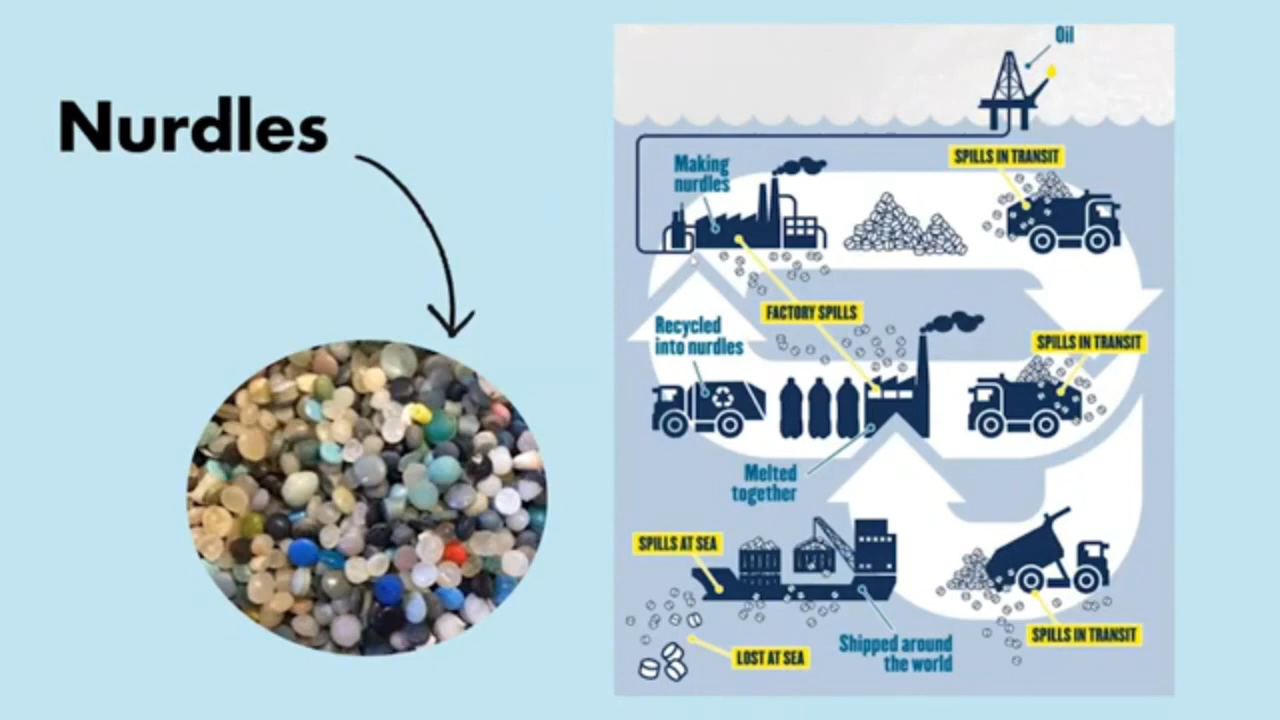 Nurdles
Oil
SPILLS IN TRANSIT
Making
nurdles
FACTORY SPILLS
Recycled
into nurdles
SPILLS IN TRANSIT
Melted
together
SPILLS AT SEA
SPILLS IN TRANSIT
Shipped around
the world
LOST AT SEA